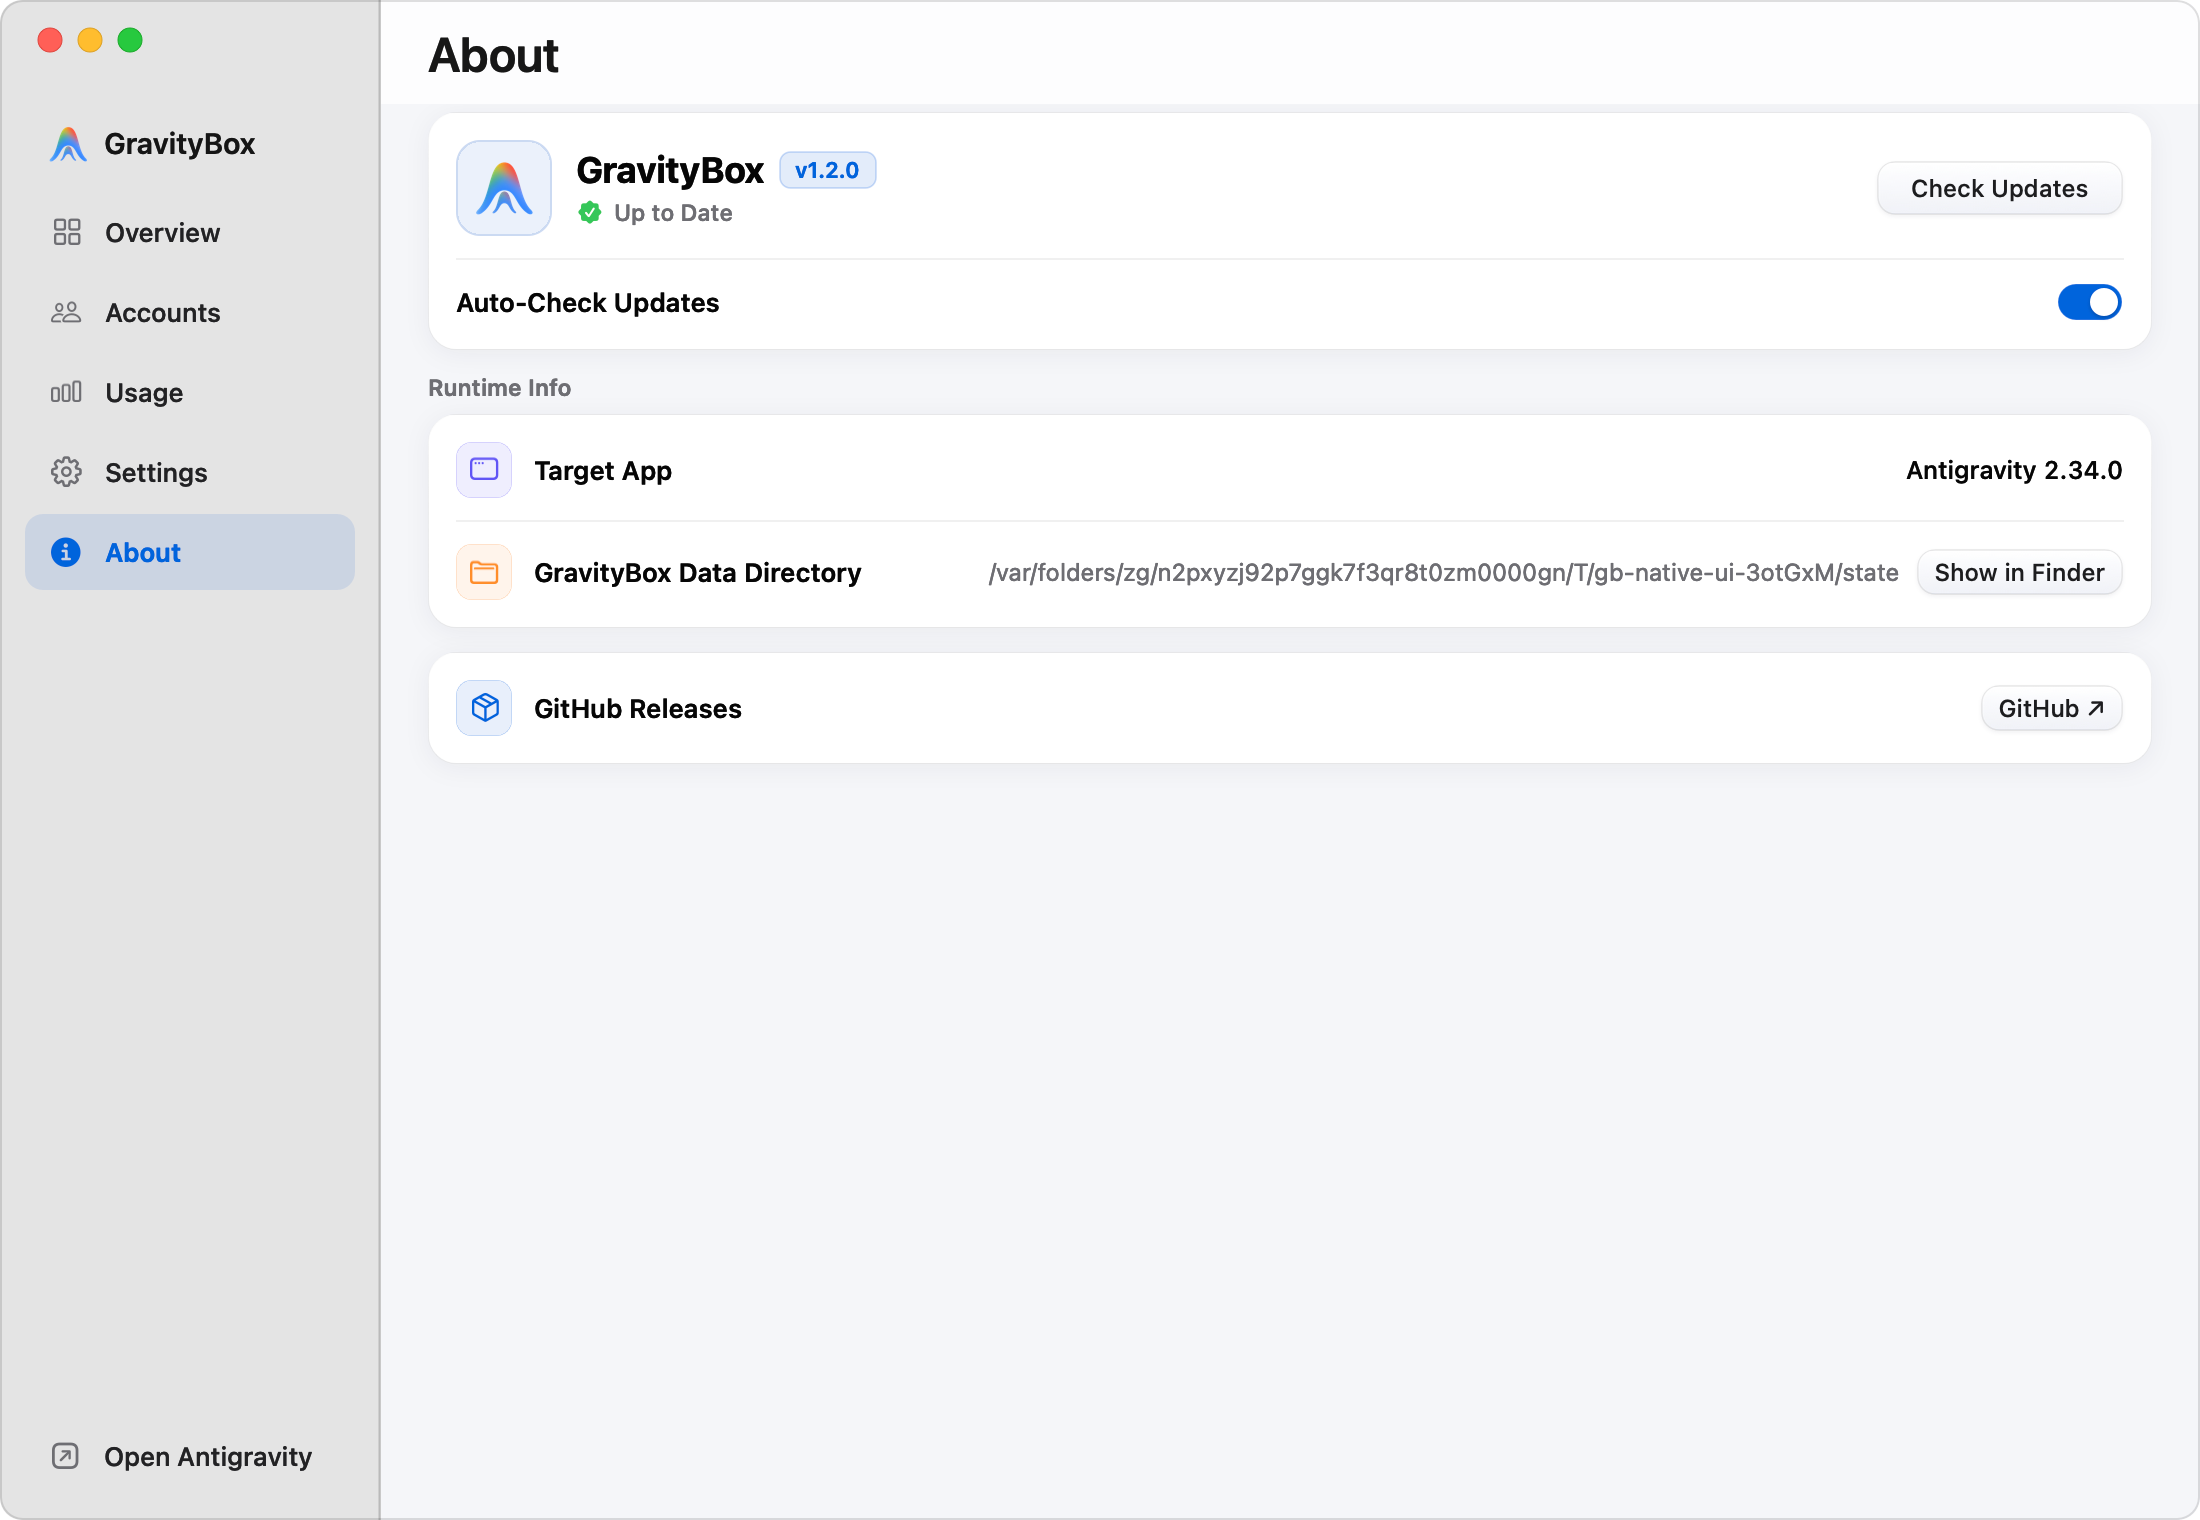 GravityBox
Overview
Accounts
Usage
Settings
About
Open Antigravity
About
GravityBox v1.2.0
Up to Date
Check Updates
Auto-Check Updates
Runtime Info
Target App Antigravity 2.34.0
GravityBox Data Directory /var/folders/zg/n2pxyzj92p7ggk7f3qr8t0zm0000gn/T/gb-native-ui-3otGxM/state Show in Finder
GitHub Releases GitHub ↗